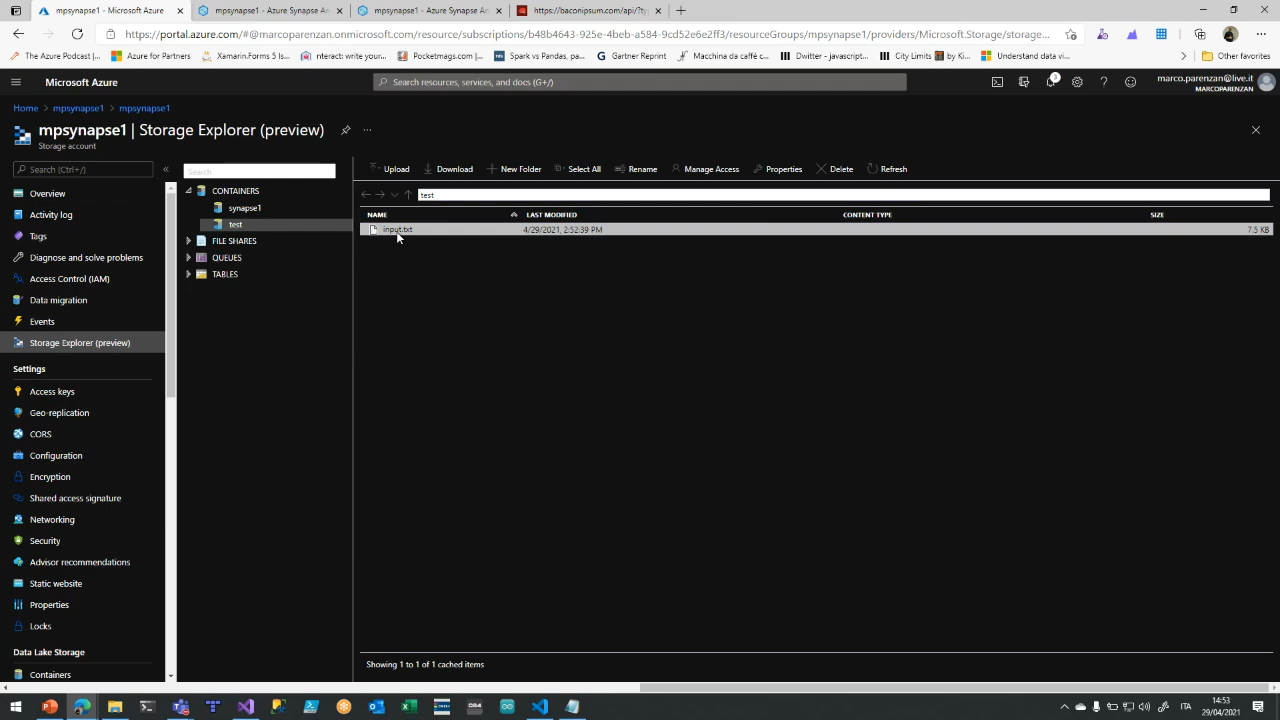 mpsynapse1 - Microsoft Azure
mpsynapse1 - Azure Synapse An
mpsynapse1 - Azure Synapse An
https://baconipsum.com/api/?ty
https://portal.azure.com/#@marcoparenzan.onmicrosoft.com/resource/subscriptions/b48b4643-925e-4beb-a584-9cd52e6e2ff3/resourceGroups/mpsynapse1/providers/Microsoft.Storage/storage...
The Azure Podcast |...
Azure for Partners
Xamarin.Forms 5 I...
nteract: write your...
Pocketmags.com |...
Spark vs Pandas, pa...
Gartner Reprint
Macchina da caffè c...
Dwitter - javascript...
City Limits by Ki...
Understand data vi...
Other favorites
Microsoft Azure
Search resources, services, and docs (G+/)
1
marco.parenzan@live.it
MARCOPARENZAN
Home > mpsynapse1 > mpsynapse1
mpsynapse1 | Storage Explorer (preview)
Storage account
Search (Ctrl+/)
Overview
Activity log
Tags
Diagnose and solve problems
Access Control (IAM)
Data migration
Events
Storage Explorer (preview)
Settings
Access keys
Geo-replication
CORS
Configuration
Encryption
Shared access signature
Networking
Security
Advisor recommendations
Static website
Properties
Locks
Data Lake Storage
Containers
Search
CONTAINERS
synapse1
test
FILE SHARES
QUEUES
TABLES
Upload
Download
New Folder
Select All
Rename
Manage Access
Properties
Delete
Refresh
test
NAME
LAST MODIFIED
CONTENT TYPE
SIZE
input.txt
4/29/2021, 2:52:39 PM
7.5 KB
Showing 1 to 1 of 1 cached items
DB4
ITA
14:53
29/04/2021